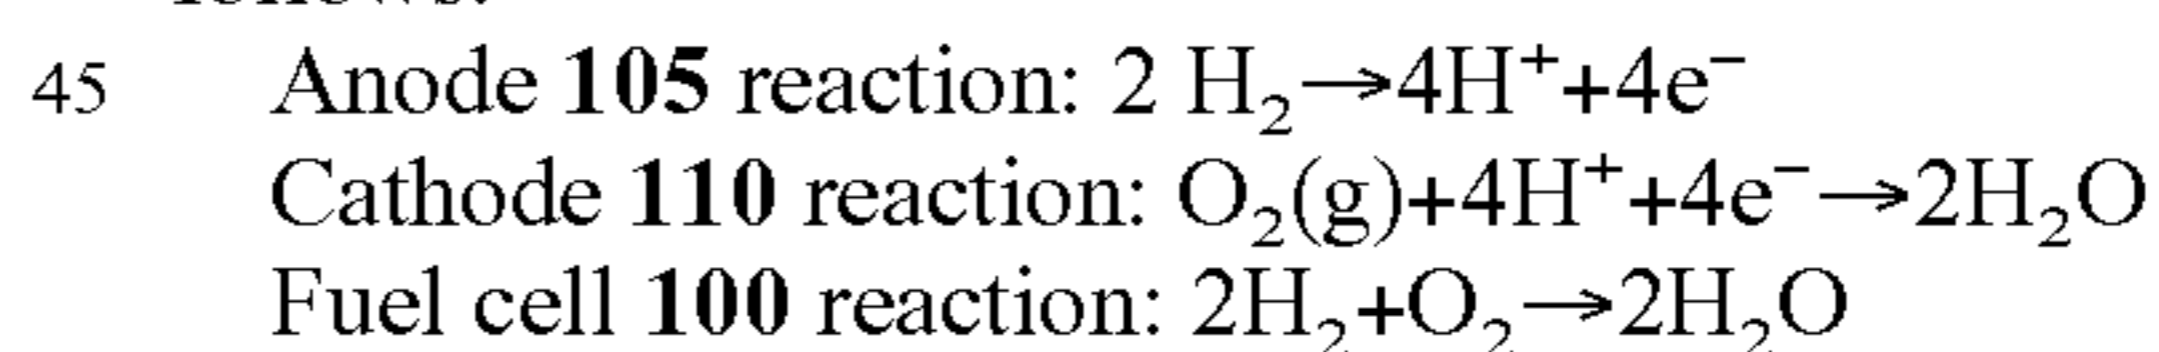 45 Anode 105 reaction: 2 H₂→4H⁺+4e⁻
Cathode 110 reaction: O₂(g)+4H⁺+4e⁻→2H₂O
Fuel cell 100 reaction: 2H₂+O₂→2H₂O